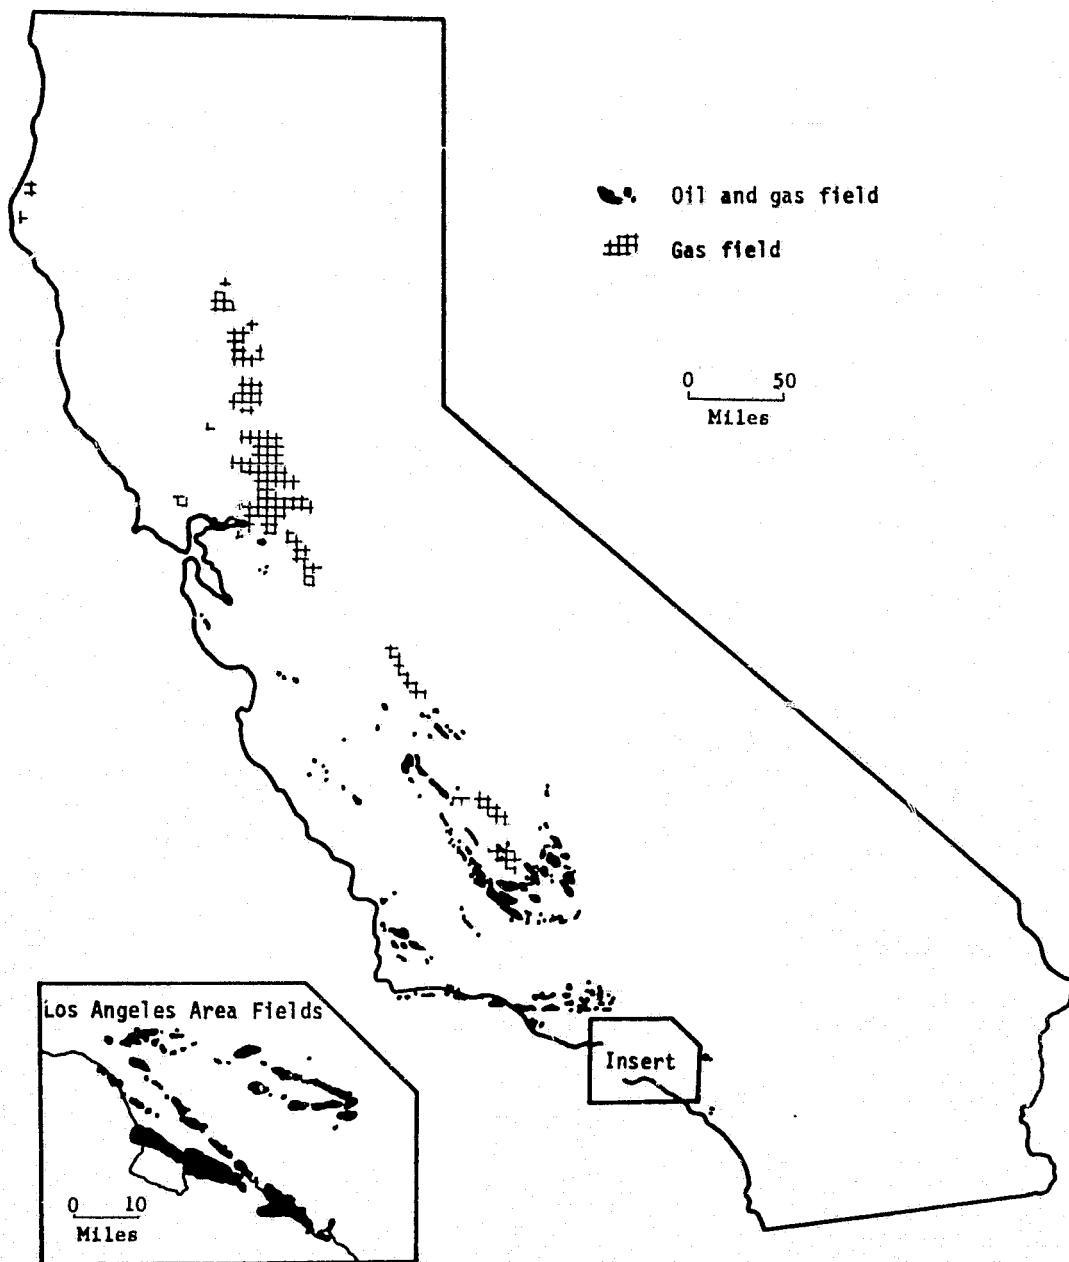 Oil and gas field
Gas field
0 50
Miles
Los Angeles Area Fields
Insert
0 10
Miles